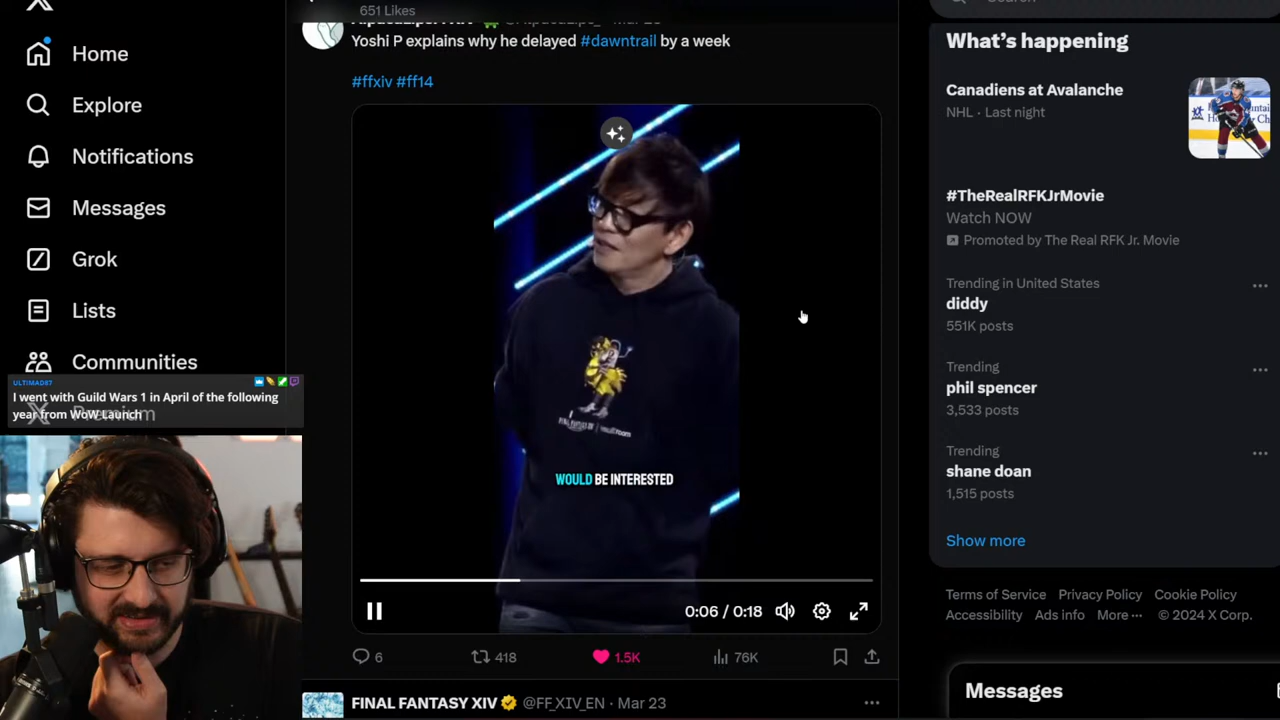 651 Likes
Yoshi P explains why he delayed #dawntrail by a week
#ffxiv #ff14
WOULD BE INTERESTED
0:06 / 0:18
6
418
1.5K
76K
FINAL FANTASY XIV @FF_XIV_EN · Mar 23
Home
Explore
Notifications
Messages
Grok
Lists
Communities
Premium
ULTIMAD87
I went with Guild Wars 1 in April of the following
year from WoW Launch
What's happening
Canadiens at Avalanche
NHL · Last night
#TheRealRFKJrMovie
Watch NOW
Promoted by The Real RFK Jr. Movie
Trending in United States
diddy
551K posts
Trending
phil spencer
3,533 posts
Trending
shane doan
1,515 posts
Show more
Terms of Service Privacy Policy Cookie Policy
Accessibility Ads info More ··· © 2024 X Corp.
Messages